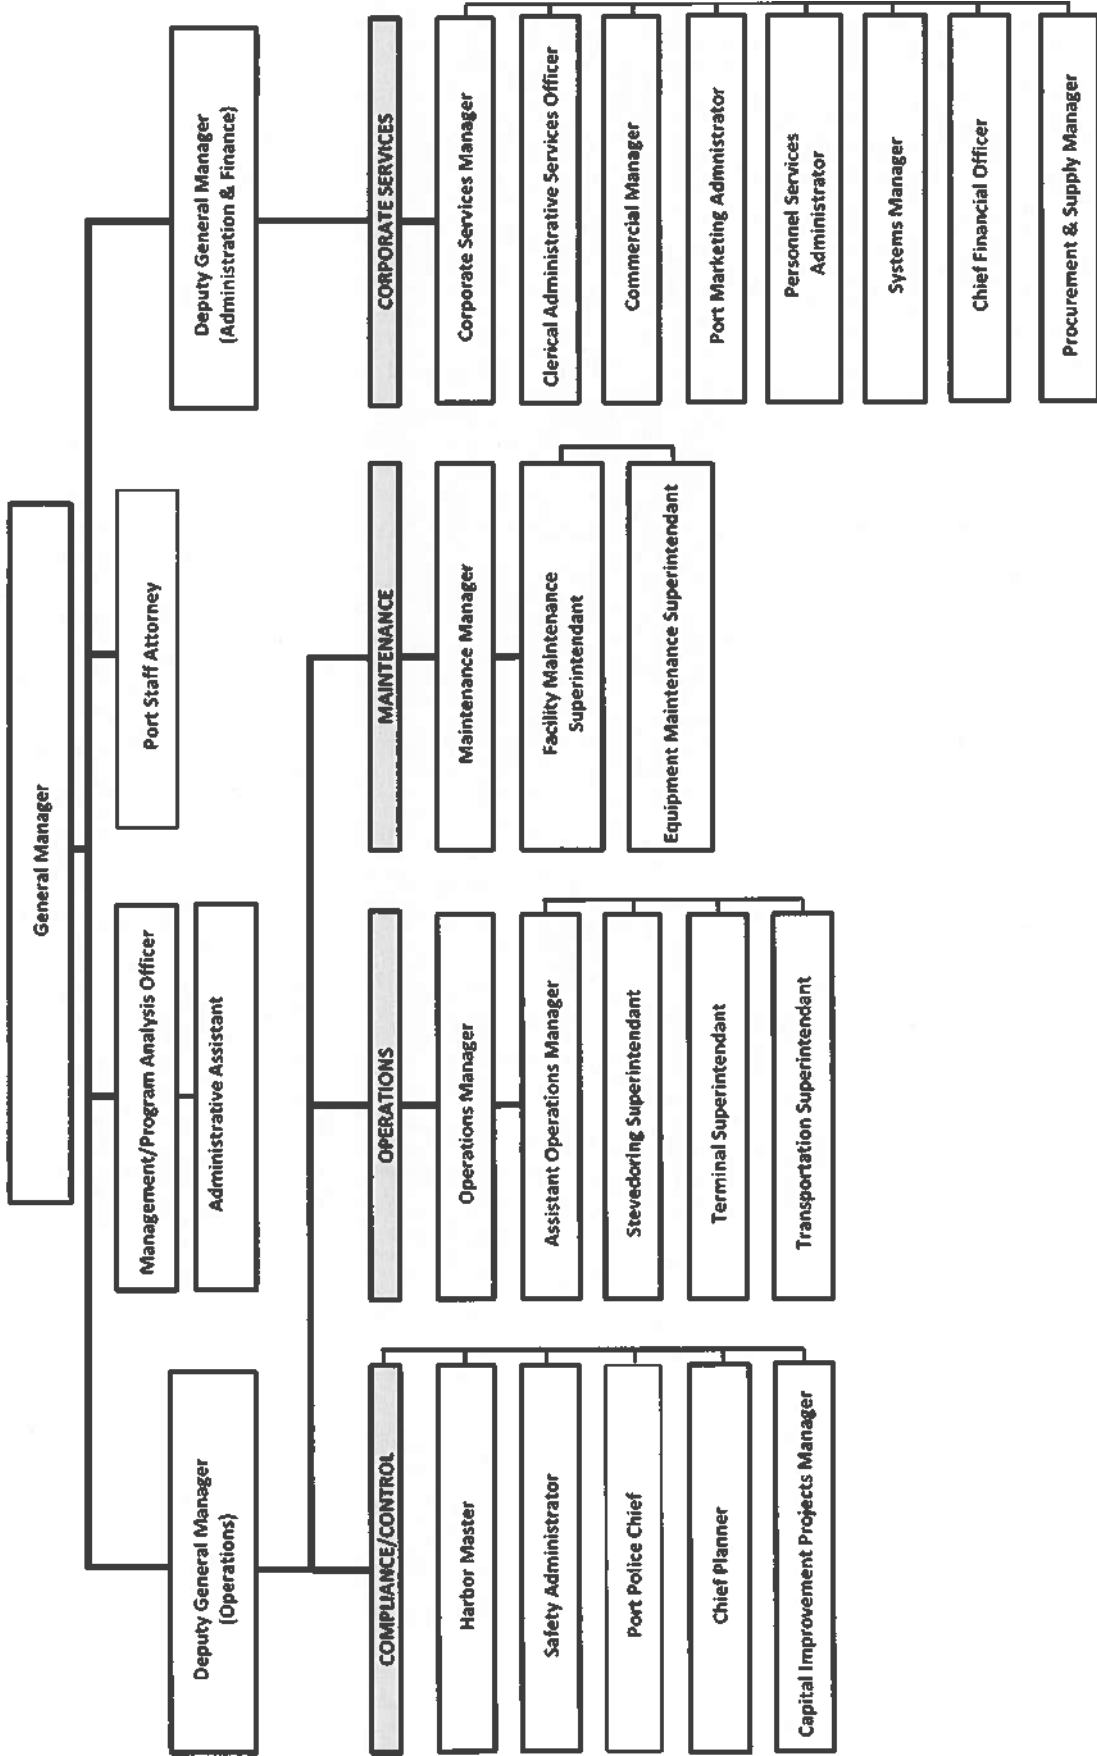 General Manager
Deputy General Manager
(Operations)
Management/Program Analysis Officer
Administrative Assistant
Port Staff Attorney
Deputy General Manager
(Administration & Finance)
COMPLIANCE/CONTROL
Harbor Master
Safety Administrator
Port Police Chief
Chief Planner
Capital Improvement Projects Manager
OPERATIONS
Operations Manager
Assistant Operations Manager
Stevedoring Superintendant
Terminal Superintendant
Transportation Superintendant
MAINTENANCE
Maintenance Manager
Facility Maintenance
Superintendant
Equipment Maintenance Superintendant
CORPORATE SERVICES
Corporate Services Manager
Clerical Administrative Services Officer
Commercial Manager
Port Marketing Admnistrator
Personnel Services
Administrator
Systems Manager
Chief Financial Officer
Procurement & Supply Manager